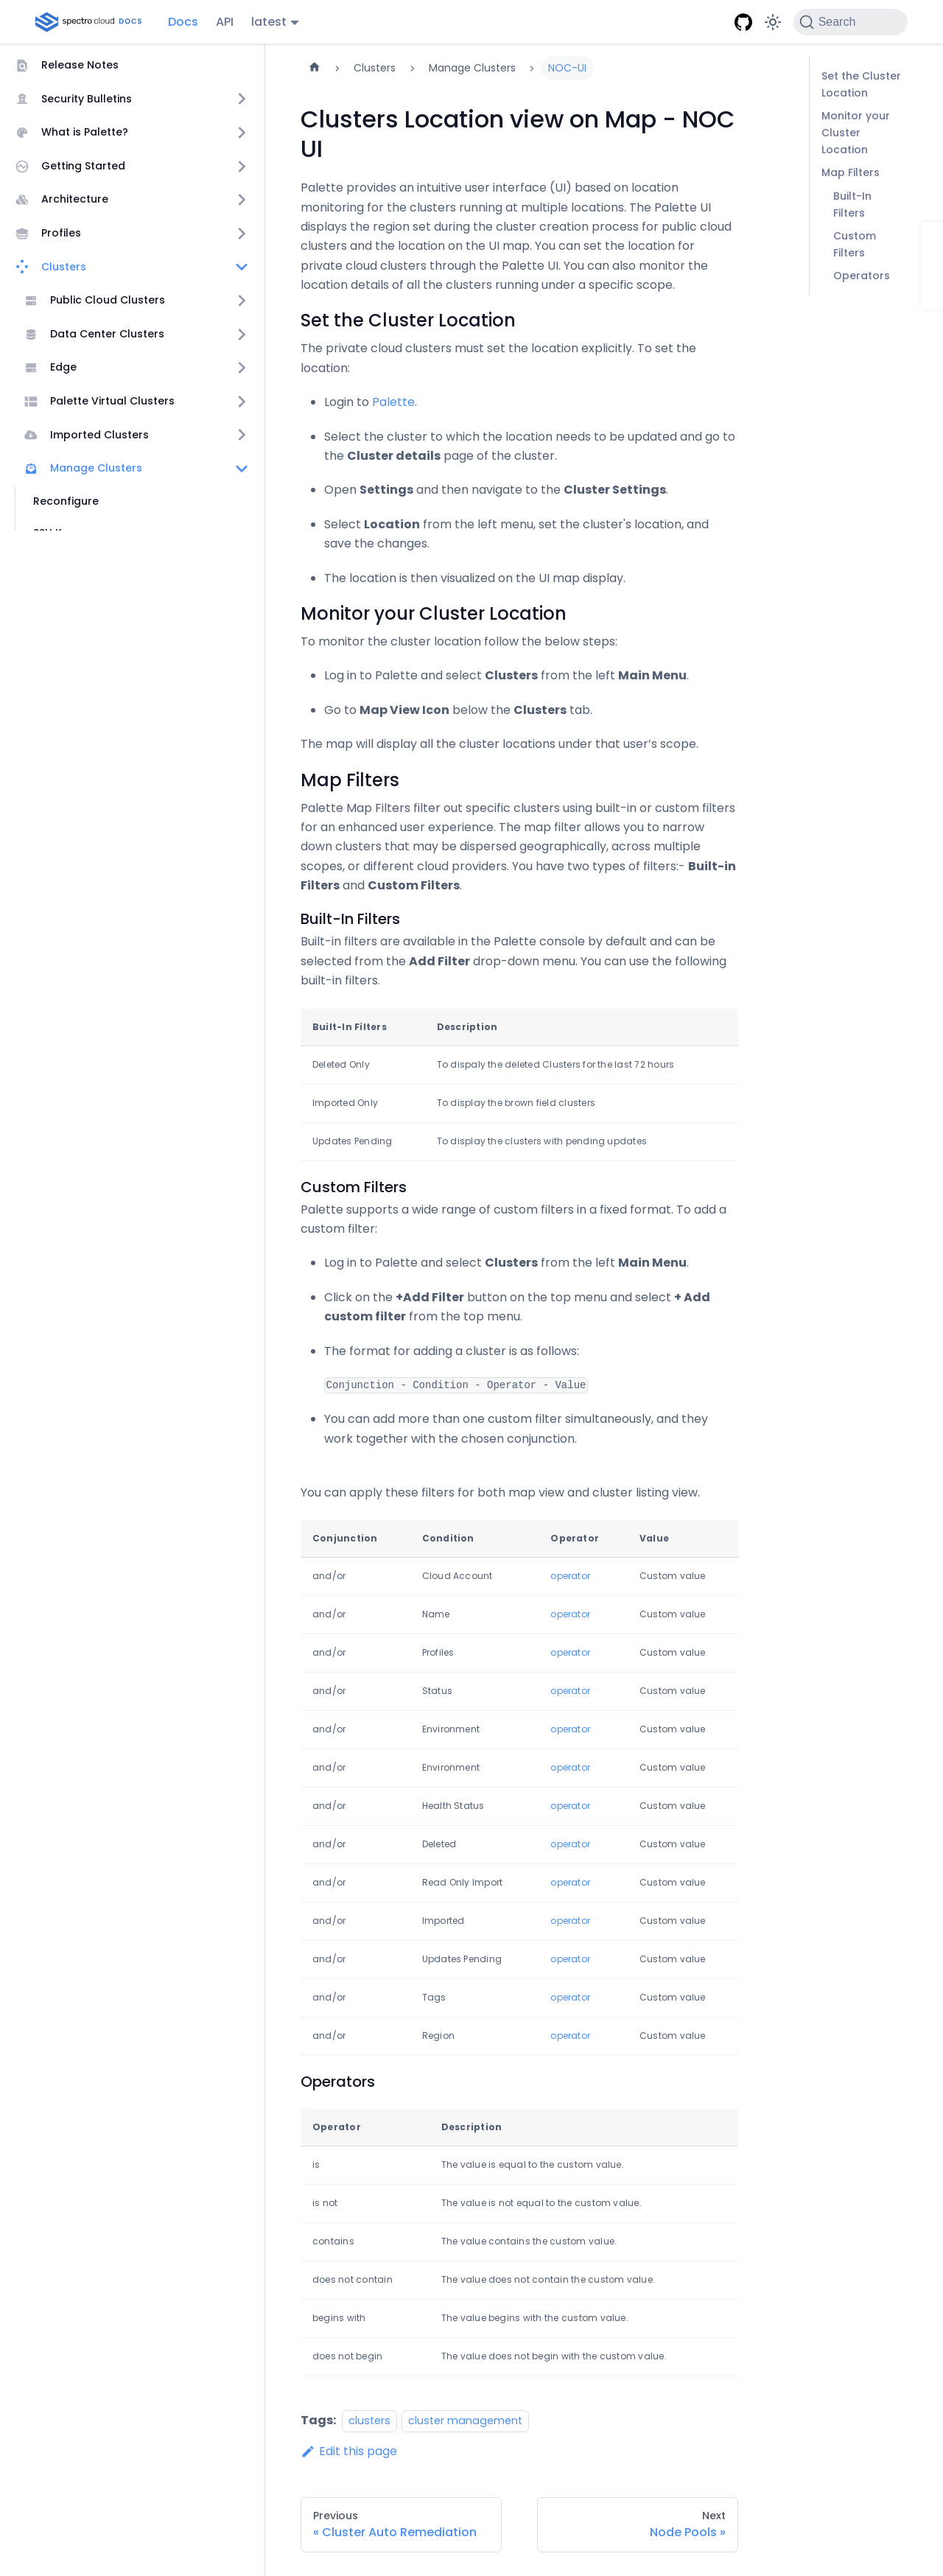 spectro cloud DOCS
Docs API latest
Search
Release Notes
Security Bulletins
What is Palette?
Getting Started
Architecture
Profiles
Clusters
Public Cloud Clusters
Data Center Clusters
Edge
Palette Virtual Clusters
Imported Clusters
Manage Clusters
Reconfigure
Clusters Manage Clusters NOC-UI
Clusters Location view on Map - NOC
UI
Palette provides an intuitive user interface (UI) based on location
monitoring for the clusters running at multiple locations. The Palette UI
displays the region set during the cluster creation process for public cloud
clusters and the location on the UI map. You can set the location for
private cloud clusters through the Palette UI. You can also monitor the
location details of all the clusters running under a specific scope.
Set the Cluster Location
The private cloud clusters must set the location explicitly. To set the
location:
Login to Palette.
Select the cluster to which the location needs to be updated and go to
the Cluster details page of the cluster.
Open Settings and then navigate to the Cluster Settings.
Select Location from the left menu, set the cluster's location, and
save the changes.
The location is then visualized on the UI map display.
Monitor your Cluster Location
To monitor the cluster location follow the below steps:
Log in to Palette and select Clusters from the left Main Menu.
Go to Map View Icon below the Clusters tab.
The map will display all the cluster locations under that user's scope.
Map Filters
Palette Map Filters filter out specific clusters using built-in or custom filters
for an enhanced user experience. The map filter allows you to narrow
down clusters that may be dispersed geographically, across multiple
scopes, or different cloud providers. You have two types of filters:- Built-in
Filters and Custom Filters.
Built-In Filters
Built-in filters are available in the Palette console by default and can be
selected from the Add Filter drop-down menu. You can use the following
built-in filters.
Built-In Filters Description
Deleted Only To dispaly the deleted Clusters for the last 72 hours
Imported Only To display the brown field clusters
Updates Pending To display the clusters with pending updates
Custom Filters
Palette supports a wide range of custom filters in a fixed format. To add a
custom filter:
Log in to Palette and select Clusters from the left Main Menu.
Click on the +Add Filter button on the top menu and select + Add
custom filter from the top menu.
The format for adding a cluster is as follows:
Conjunction - Condition - Operator - Value
You can add more than one custom filter simultaneously, and they
work together with the chosen conjunction.
You can apply these filters for both map view and cluster listing view.
Conjunction Condition Operator Value
and/or Cloud Account operator Custom value
and/or Name operator Custom value
and/or Profiles operator Custom value
and/or Status operator Custom value
and/or Environment operator Custom value
and/or Environment operator Custom value
and/or Health Status operator Custom value
and/or Deleted operator Custom value
and/or Read Only Import operator Custom value
and/or Imported operator Custom value
and/or Updates Pending operator Custom value
and/or Tags operator Custom value
and/or Region operator Custom value
Operators
Operator Description
is The value is equal to the custom value.
is not The value is not equal to the custom value.
contains The value contains the custom value.
does not contain The value does not contain the custom value.
begins with The value begins with the custom value.
does not begin The value does not begin with the custom value.
Tags: clusters cluster management
Edit this page
Previous
« Cluster Auto Remediation
Next
Node Pools »
Set the Cluster
Location
Monitor your
Cluster
Location
Map Filters
Built-In
Filters
Custom
Filters
Operators